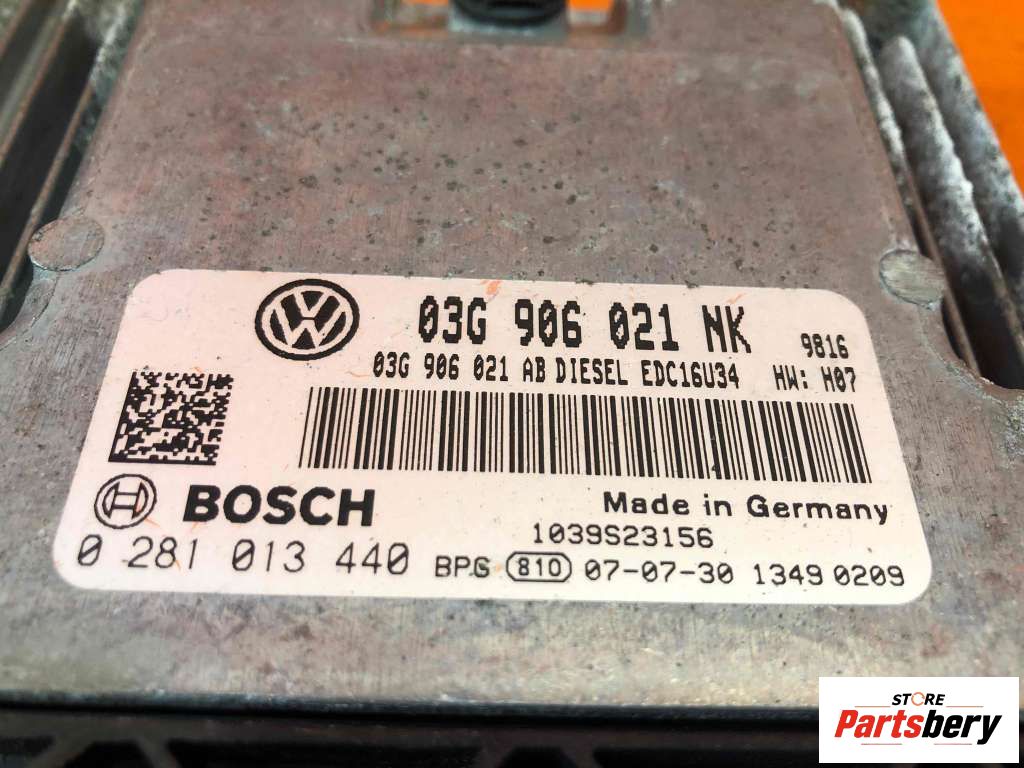 03G 906 021 NK 9816
03G 906 021 AB DIESEL EDC16U34 HW: H07
BOSCH Made in Germany
1039S23156
0 281 013 440 BPG 810 07-07-30 1349 0209
STORE
Partsbery